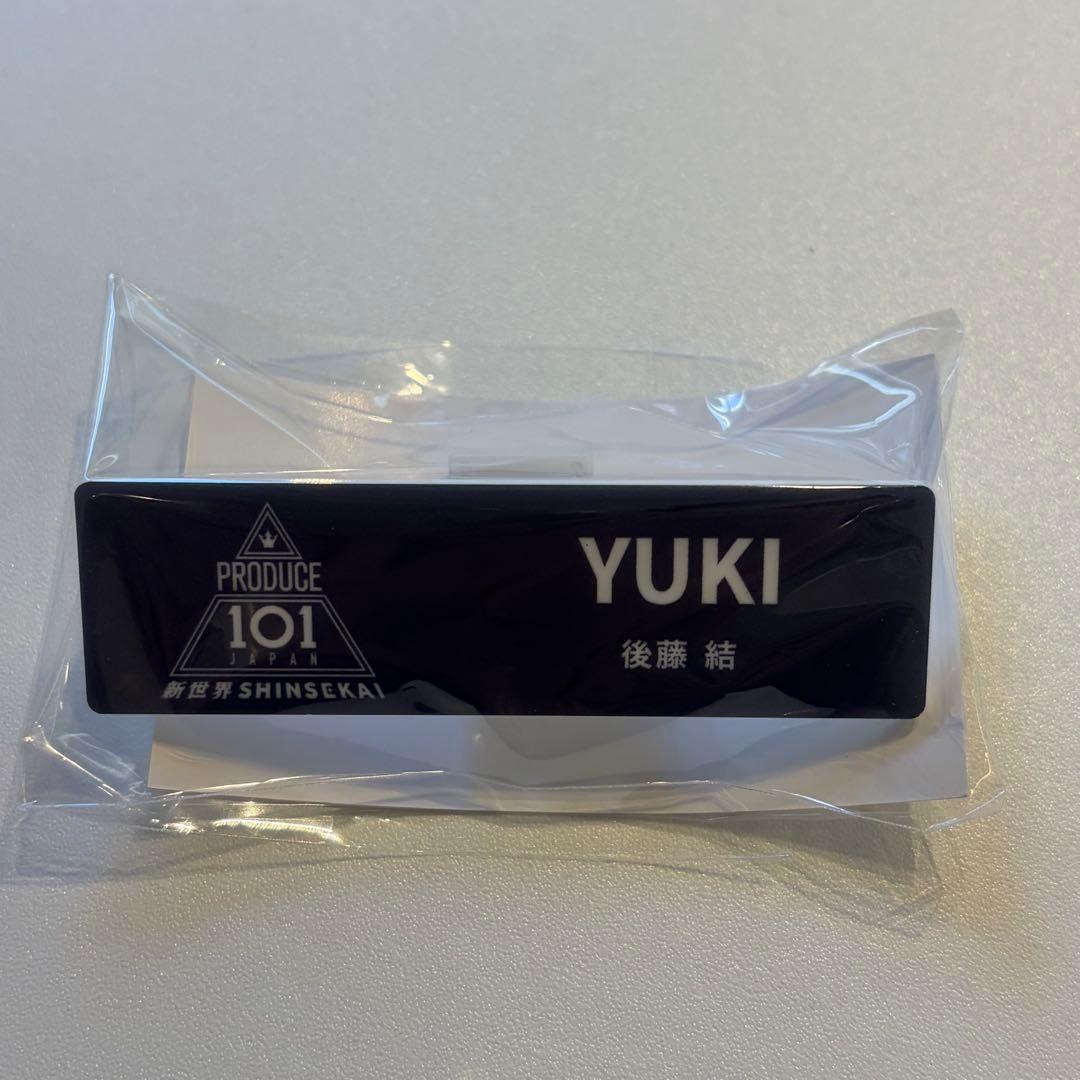 PRODUCE
101
JAPAN
新世界 SHINSEKAI
YUKI
後藤 結